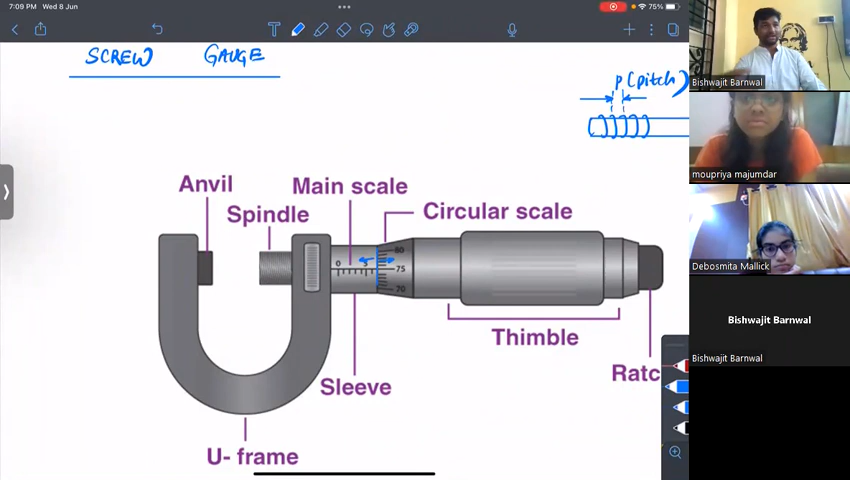 7:09 PM Wed 8 Jun
75%
SCREW GAUGE
P (pitch)
Anvil
Main scale
Spindle
Circular scale
0 5
80
75
70
Thimble
Ratc
Sleeve
U- frame
Bishwajit Barnwal
moupriya majumdar
Debosmita Mallick
Bishwajit Barnwal
Bishwajit Barnwal